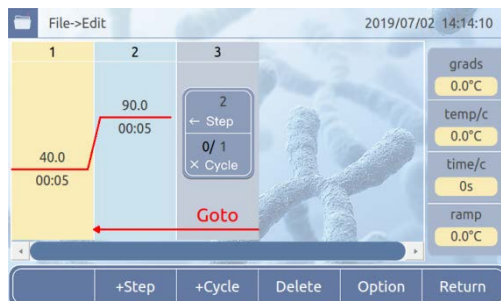 File->Edit 2019/07/02 14:14:10
1 2 3
40.0
00:05
90.0
00:05
2
← Step
0/ 1
× Cycle
Goto
grads
0.0°C
temp/c
0.0°C
time/c
0s
ramp
0.0°C
+Step +Cycle Delete Option Return